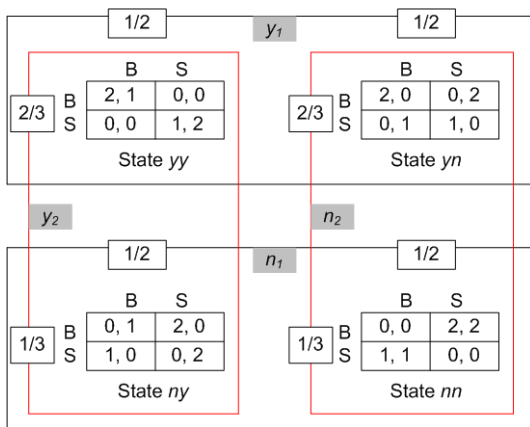 1/2 y₁ 1/2
B S B S
2/3 B 2, 1 0, 0 2/3 B 2, 0 0, 2
S 0, 0 1, 2 S 0, 1 1, 0
State yy State yn
y₂ n₂
1/2 n₁ 1/2
B S B S
1/3 B 0, 1 2, 0 1/3 B 0, 0 2, 2
S 1, 0 0, 2 S 1, 1 0, 0
State ny State nn